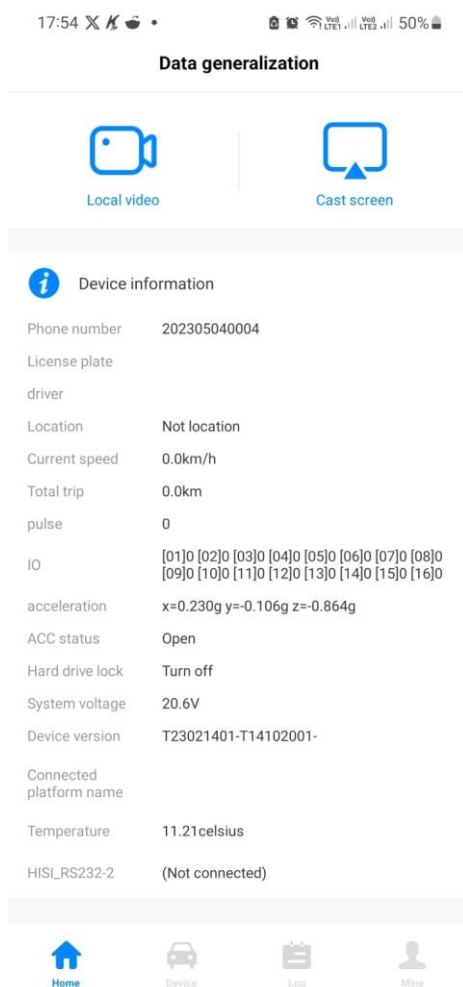 17:54
Vo)) LTE1 Vo)) LTE2 50%
Data generalization
Local video
Cast screen
Device information
Phone number 202305040004
License plate
driver
Location Not location
Current speed 0.0km/h
Total trip 0.0km
pulse 0
IO [01]0 [02]0 [03]0 [04]0 [05]0 [06]0 [07]0 [08]0
[09]0 [10]0 [11]0 [12]0 [13]0 [14]0 [15]0 [16]0
acceleration x=0.230g y=-0.106g z=-0.864g
ACC status Open
Hard drive lock Turn off
System voltage 20.6V
Device version T23021401-T14102001-
Connected
platform name
Temperature 11.21celsius
HISI_RS232-2 (Not connected)
Home Device Log Mine